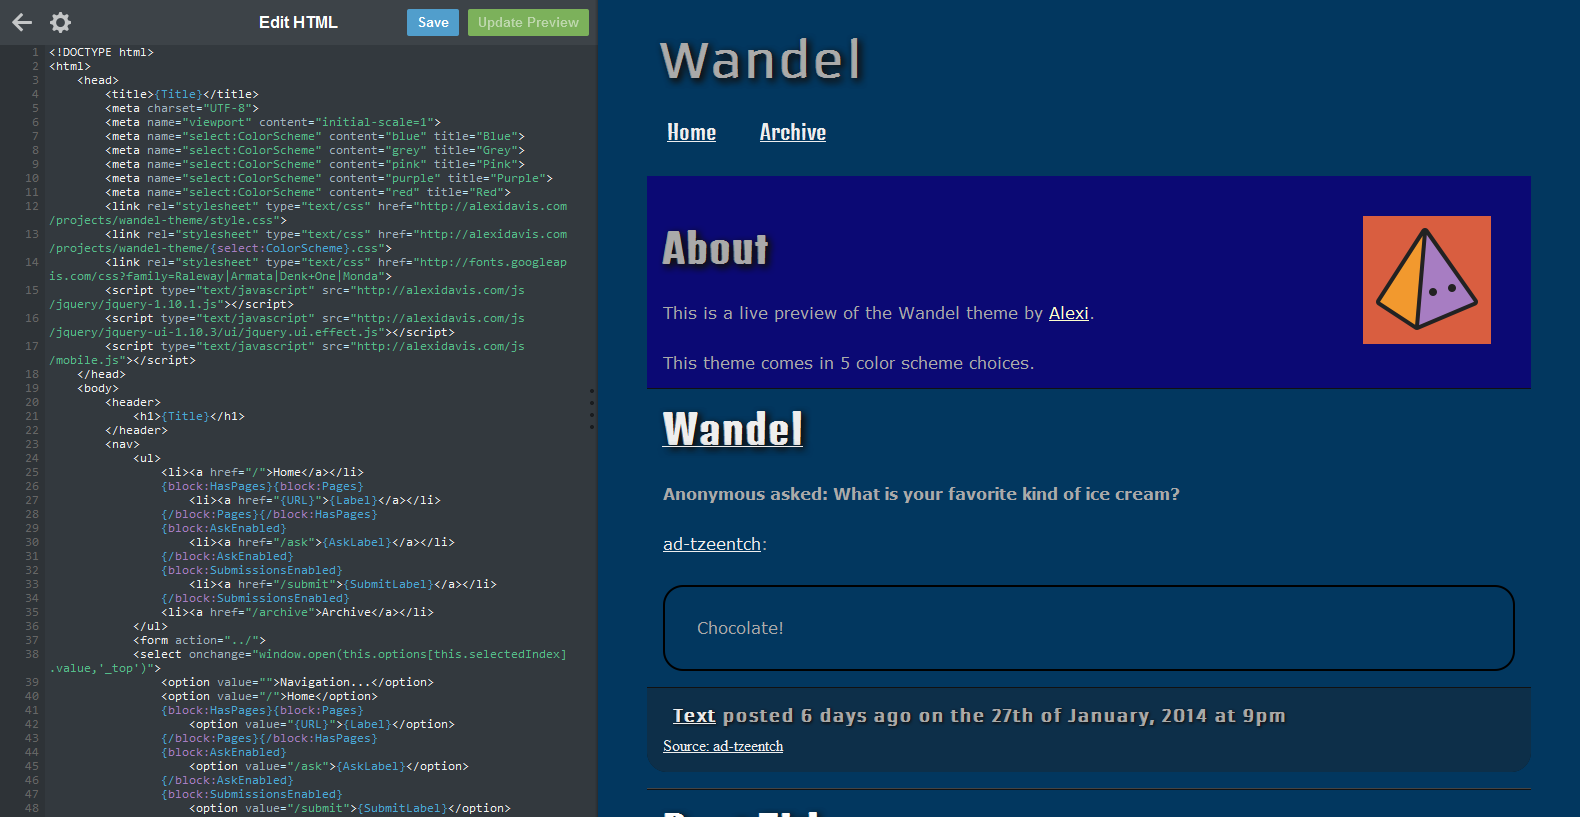 Edit HTML
Save
Update Preview
1 <!DOCTYPE html>
2 <html>
3 <head>
4 <title>{Title}</title>
5 <meta charset="UTF-8">
6 <meta name="viewport" content="initial-scale=1">
7 <meta name="select:ColorScheme" content="blue" title="Blue">
8 <meta name="select:ColorScheme" content="grey" title="Grey">
9 <meta name="select:ColorScheme" content="pink" title="Pink">
10 <meta name="select:ColorScheme" content="purple" title="Purple">
11 <meta name="select:ColorScheme" content="red" title="Red">
12 <link rel="stylesheet" type="text/css" href="http://alexidavis.com
/projects/wandel-theme/style.css">
13 <link rel="stylesheet" type="text/css" href="http://alexidavis.com
/projects/wandel-theme/{select:ColorScheme}.css">
14 <link rel="stylesheet" type="text/css" href="http://fonts.googleap
is.com/css?family=Raleway|Armata|Denk+One|Monda">
15 <script type="text/javascript" src="http://alexidavis.com/js
/jquery/jquery-1.10.1.js"></script>
16 <script type="text/javascript" src="http://alexidavis.com/js
/jquery/jquery-ui-1.10.3/ui/jquery.ui.effect.js"></script>
17 <script type="text/javascript" src="http://alexidavis.com/js
/mobile.js"></script>
18 </head>
19 <body>
20 <header>
21 <h1>{Title}</h1>
22 </header>
23 <nav>
24 <ul>
25 <li><a href="/">Home</a></li>
26 {block:HasPages}{block:Pages}
27 <li><a href="{URL}">{Label}</a></li>
28 {/block:Pages}{/block:HasPages}
29 {block:AskEnabled}
30 <li><a href="/ask">{AskLabel}</a></li>
31 {/block:AskEnabled}
32 {block:SubmissionsEnabled}
33 <li><a href="/submit">{SubmitLabel}</a></li>
34 {/block:SubmissionsEnabled}
35 <li><a href="/archive">Archive</a></li>
36 </ul>
37 <form action="../">
38 <select onchange="window.open(this.options[this.selectedIndex]
.value,'_top')">
39 <option value="">Navigation...</option>
40 <option value="/">Home</option>
41 {block:HasPages}{block:Pages}
42 <option value="{URL}">{Label}</option>
43 {/block:Pages}{/block:HasPages}
44 {block:AskEnabled}
45 <option value="/ask">{AskLabel}</option>
46 {/block:AskEnabled}
47 {block:SubmissionsEnabled}
48 <option value="/submit">{SubmitLabel}</option>
Wandel
Home Archive
About
This is a live preview of the Wandel theme by Alexi.
This theme comes in 5 color scheme choices.
Wandel
Anonymous asked: What is your favorite kind of ice cream?
ad-tzeentch:
Chocolate!
Text posted 6 days ago on the 27th of January, 2014 at 9pm
Source: ad-tzeentch